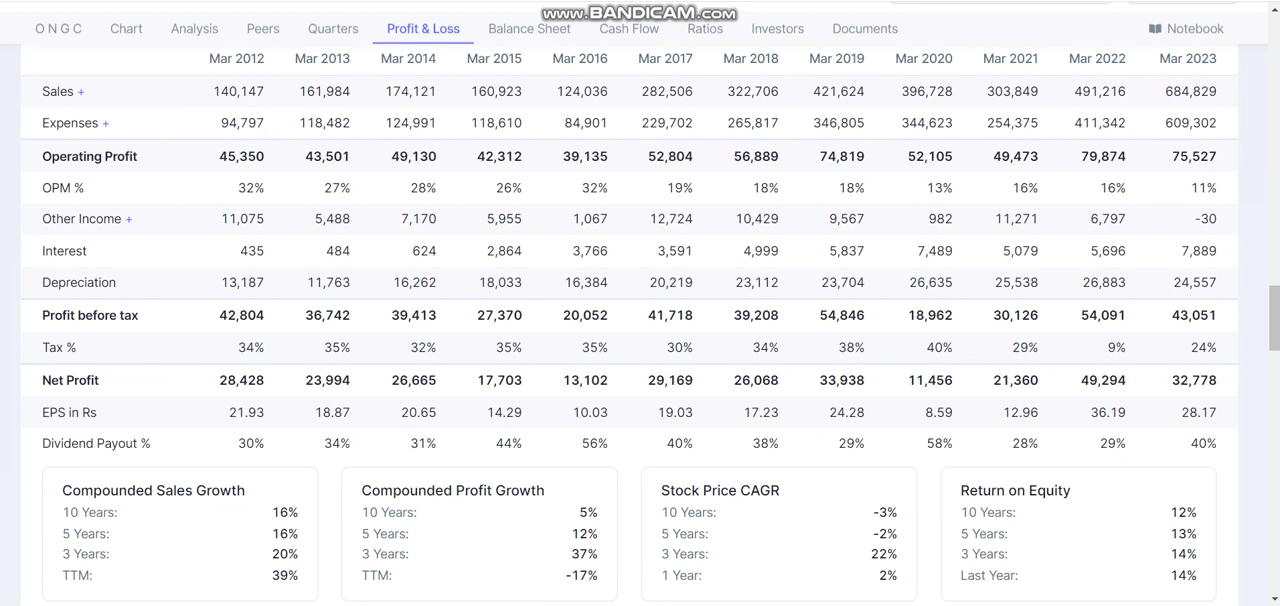 www.BANDICAM.com
O N G C Chart Analysis Peers Quarters Profit & Loss Balance Sheet Cash Flow Ratios Investors Documents Notebook
Mar 2012 Mar 2013 Mar 2014 Mar 2015 Mar 2016 Mar 2017 Mar 2018 Mar 2019 Mar 2020 Mar 2021 Mar 2022 Mar 2023
Sales + 140,147 161,984 174,121 160,923 124,036 282,506 322,706 421,624 396,728 303,849 491,216 684,829
Expenses + 94,797 118,482 124,991 118,610 84,901 229,702 265,817 346,805 344,623 254,375 411,342 609,302
Operating Profit 45,350 43,501 49,130 42,312 39,135 52,804 56,889 74,819 52,105 49,473 79,874 75,527
OPM % 32% 27% 28% 26% 32% 19% 18% 18% 13% 16% 16% 11%
Other Income + 11,075 5,488 7,170 5,955 1,067 12,724 10,429 9,567 982 11,271 6,797 -30
Interest 435 484 624 2,864 3,766 3,591 4,999 5,837 7,489 5,079 5,696 7,889
Depreciation 13,187 11,763 16,262 18,033 16,384 20,219 23,112 23,704 26,635 25,538 26,883 24,557
Profit before tax 42,804 36,742 39,413 27,370 20,052 41,718 39,208 54,846 18,962 30,126 54,091 43,051
Tax % 34% 35% 32% 35% 35% 30% 34% 38% 40% 29% 9% 24%
Net Profit 28,428 23,994 26,665 17,703 13,102 29,169 26,068 33,938 11,456 21,360 49,294 32,778
EPS in Rs 21.93 18.87 20.65 14.29 10.03 19.03 17.23 24.28 8.59 12.96 36.19 28.17
Dividend Payout % 30% 34% 31% 44% 56% 40% 38% 29% 58% 28% 29% 40%
Compounded Sales Growth
10 Years: 16%
5 Years: 16%
3 Years: 20%
TTM: 39%
Compounded Profit Growth
10 Years: 5%
5 Years: 12%
3 Years: 37%
TTM: -17%
Stock Price CAGR
10 Years: -3%
5 Years: -2%
3 Years: 22%
1 Year: 2%
Return on Equity
10 Years: 12%
5 Years: 13%
3 Years: 14%
Last Year: 14%